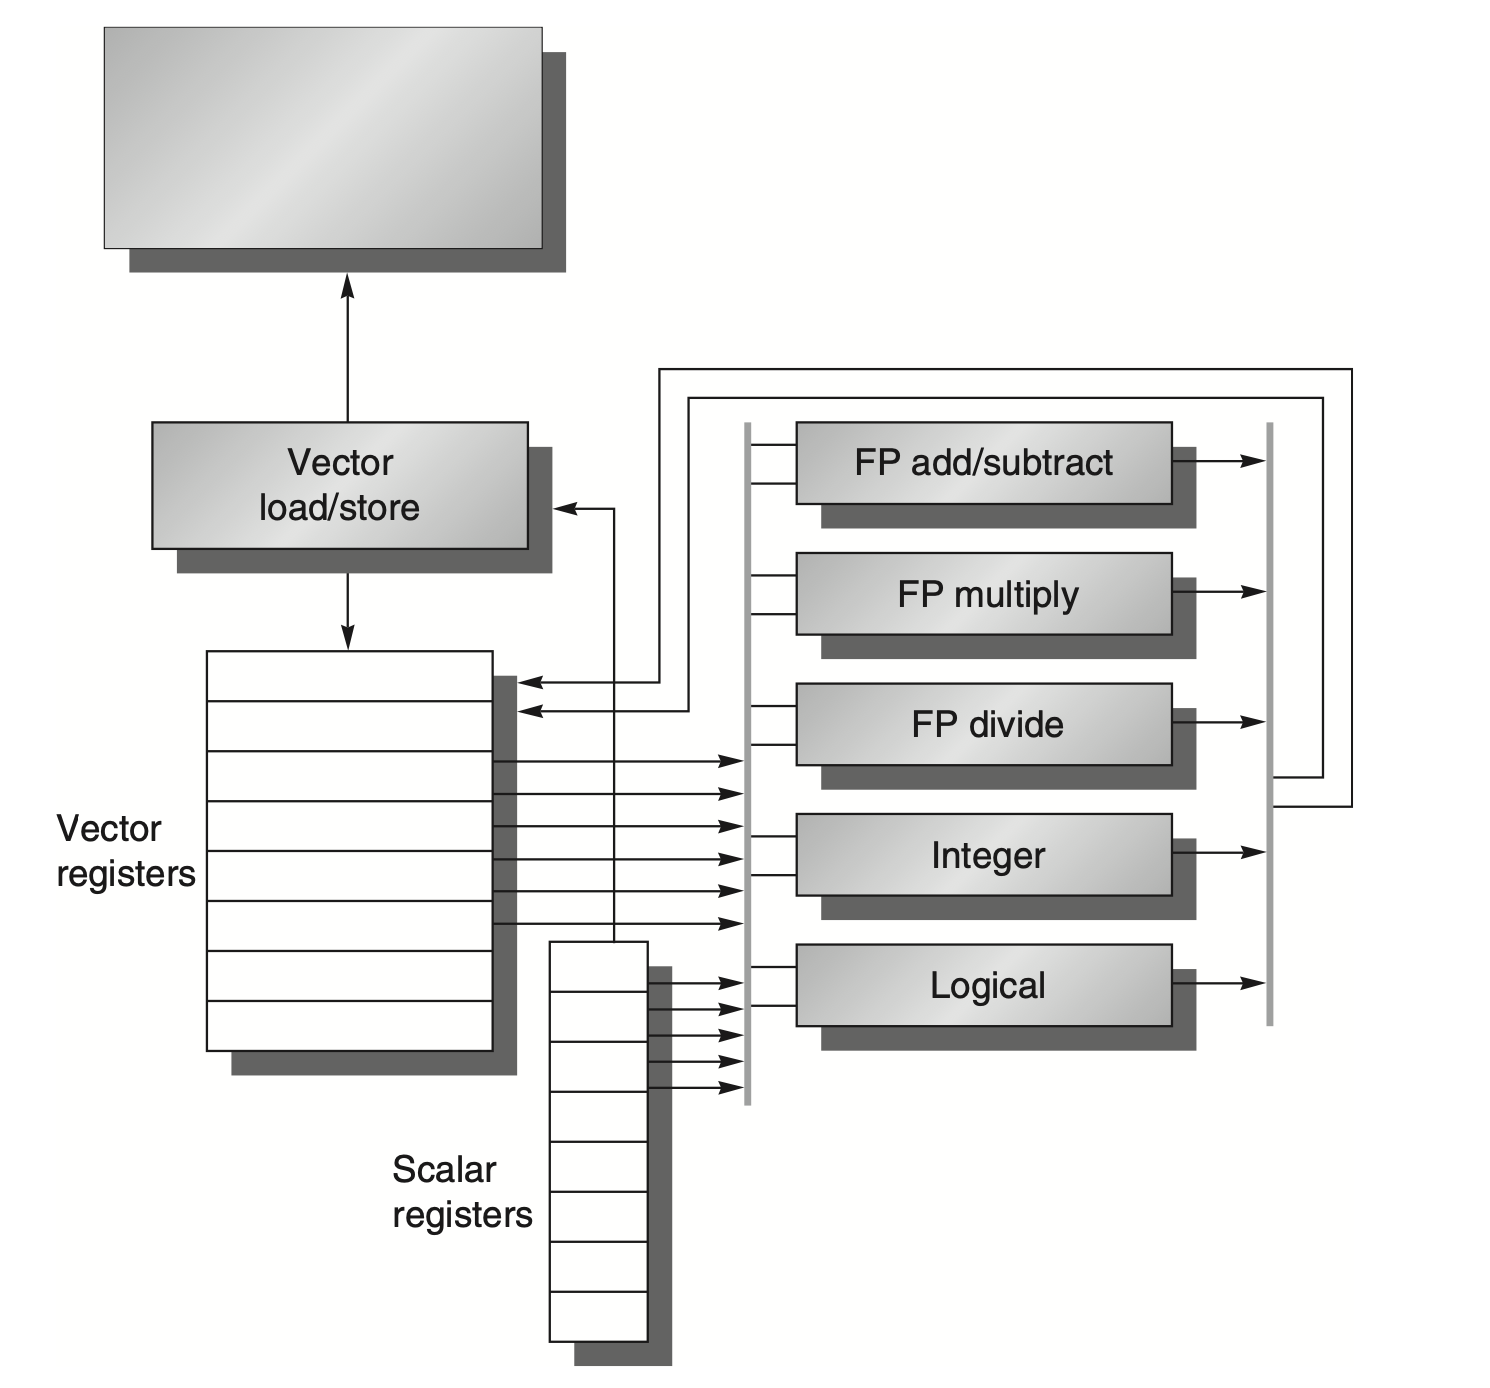 Vector
load/store
FP add/subtract
FP multiply
FP divide
Integer
Logical
Vector
registers
Scalar
registers